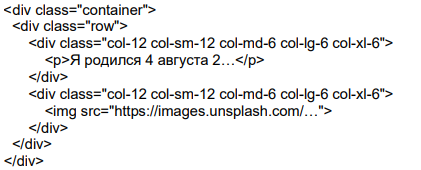 <div class="container">
<div class="row">
<div class="col-12 col-sm-12 col-md-6 col-lg-6 col-xl-6">
<p>Я родился 4 августа 2…</p>
</div>
<div class="col-12 col-sm-12 col-md-6 col-lg-6 col-xl-6">
<img src="https://images.unsplash.com/…">
</div>
</div>
</div>